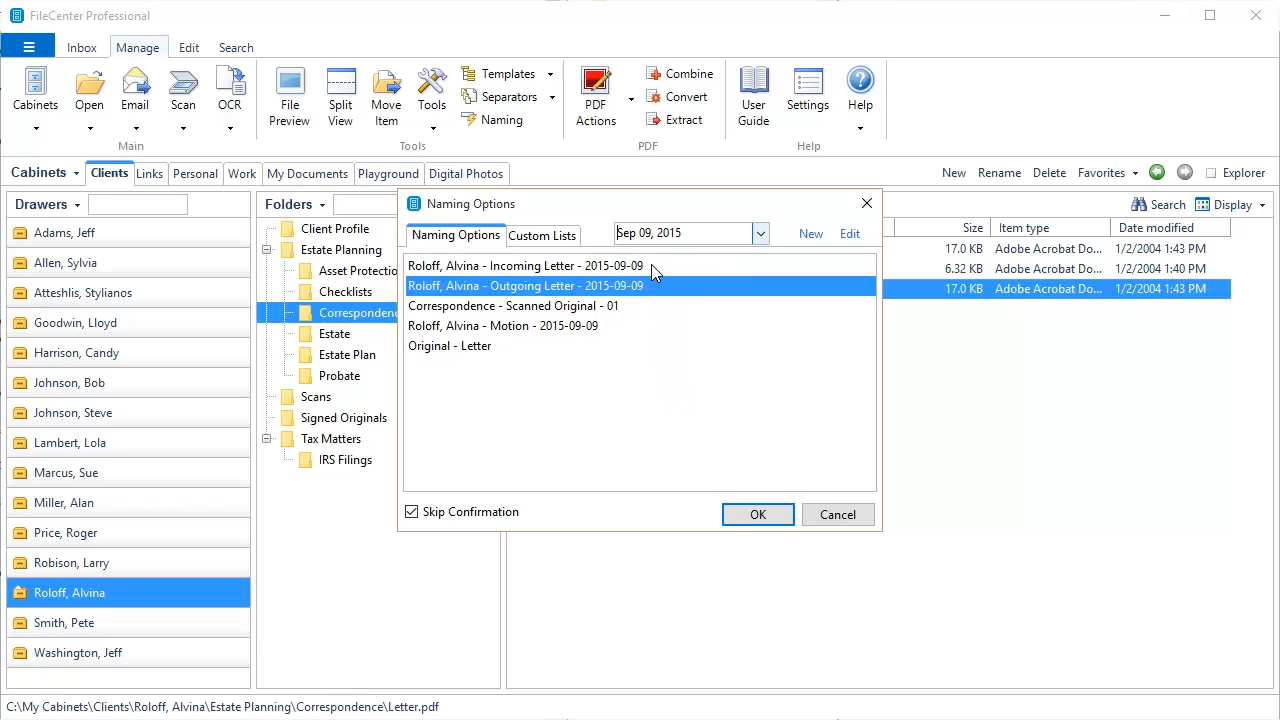 FileCenter Professional
Inbox Manage Edit Search
Cabinets Open Email Scan OCR
File Preview Split View Move Item Tools
Templates
Separators
Naming
PDF Actions
Combine
Convert
Extract
User Guide Settings Help
Main Tools PDF Help
Cabinets Clients Links Personal Work My Documents Playground Digital Photos New Rename Delete Favorites Explorer
Drawers
Adams, Jeff
Allen, Sylvia
Atteshlis, Stylianos
Goodwin, Lloyd
Harrison, Candy
Johnson, Bob
Johnson, Steve
Lambert, Lola
Marcus, Sue
Miller, Alan
Price, Roger
Robison, Larry
Roloff, Alvina
Smith, Pete
Washington, Jeff
Folders
Client Profile
Estate Planning
Asset Protectio
Checklists
Correspondenc
Estate
Estate Plan
Probate
Scans
Signed Originals
Tax Matters
IRS Filings
Naming Options
Naming Options Custom Lists Sep 09, 2015 New Edit
Roloff, Alvina - Incoming Letter - 2015-09-09
Roloff, Alvina - Outgoing Letter - 2015-09-09
Correspondence - Scanned Original - 01
Roloff, Alvina - Motion - 2015-09-09
Original - Letter
Skip Confirmation OK Cancel
Search Display
Size Item type Date modified
17.0 KB Adobe Acrobat Do... 1/2/2004 1:43 PM
6.32 KB Adobe Acrobat Do... 1/2/2004 1:40 PM
17.0 KB Adobe Acrobat Do... 1/2/2004 1:43 PM
C:\My Cabinets\Clients\Roloff, Alvina\Estate Planning\Correspondence\Letter.pdf